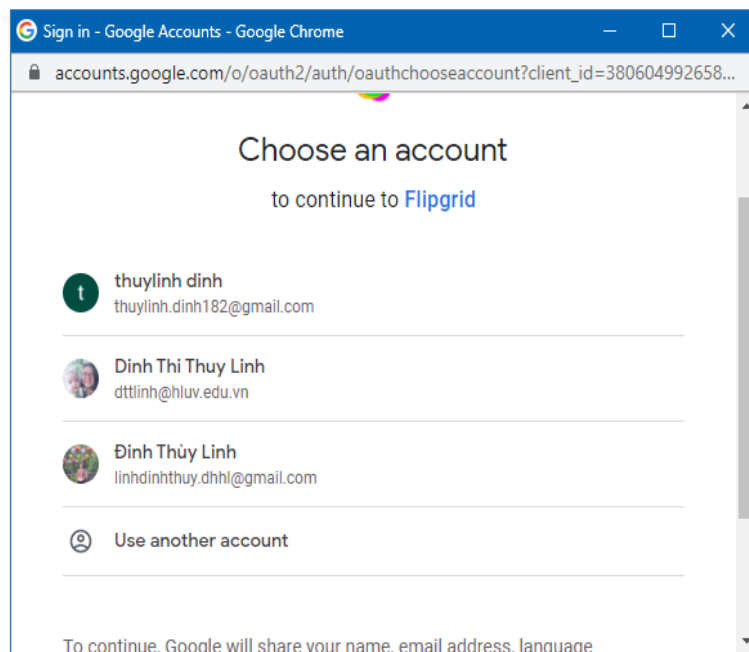 Sign in - Google Accounts - Google Chrome
accounts.google.com/o/oauth2/auth/oauthchooseaccount?client_id=380604992658...
Choose an account
to continue to Flipgrid
t
thuylinh dinh
thuylinh.dinh182@gmail.com
Dinh Thi Thuy Linh
dttlinh@hluv.edu.vn
Đinh Thùy Linh
linhdinhthuy.dhhl@gmail.com
Use another account
To continue, Google will share your name, email address, language